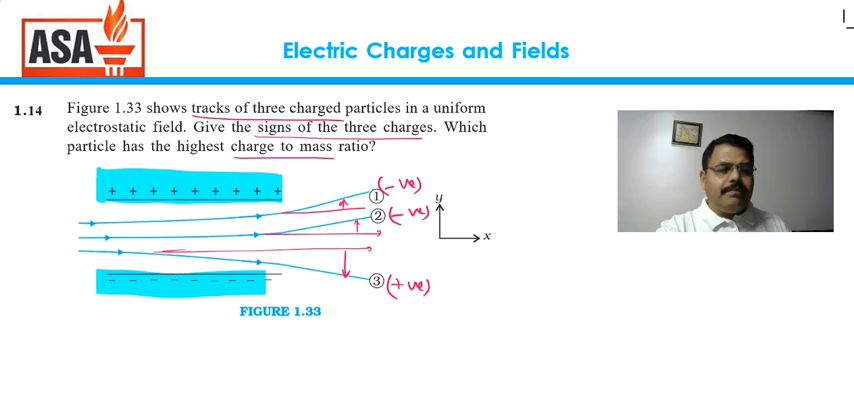 ASA
Electric Charges and Fields
1.14 Figure 1.33 shows tracks of three charged particles in a uniform
electrostatic field. Give the signs of the three charges. Which
particle has the highest charge to mass ratio?
+ + + + + + + + +
① (- ve)
② (- ve)
y
x
− − − − − − − − −
③ (+ ve)
FIGURE 1.33